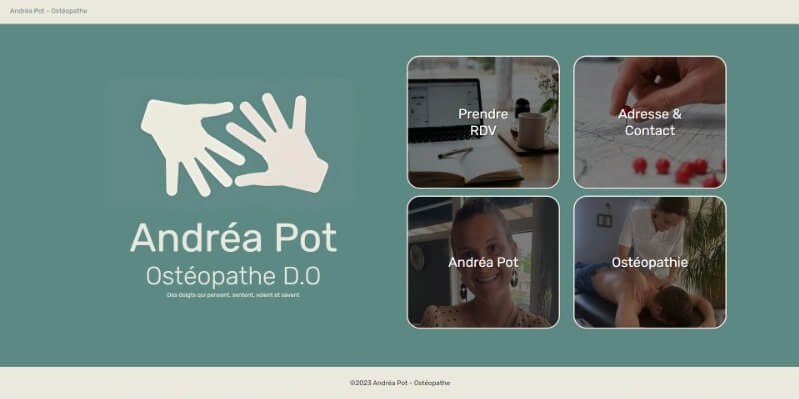 Andréa Pot - Ostéopathe
Andréa Pot
Ostéopathe D.O
Des doigts qui pensent, sentent, voient et savent
Prendre
RDV
Adresse &
Contact
Andréa Pot
Ostéopathie
©2023 Andréa Pot - Ostéopathe